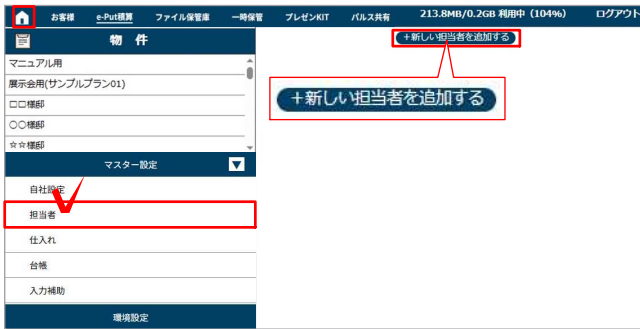 お客様 e-Put積算 ファイル保管庫 一時保管 プレゼンKIT パルス共有 213.8MB/0.2GB 利用中（104%） ログアウト
物 件
+新しい担当者を追加する
マニュアル用
展示会用(サンプルプラン01)
□□様邸
+新しい担当者を追加する
○○様邸
☆☆様邸
マスター設定
自社設定
担当者
仕入れ
台帳
入力補助
環境設定